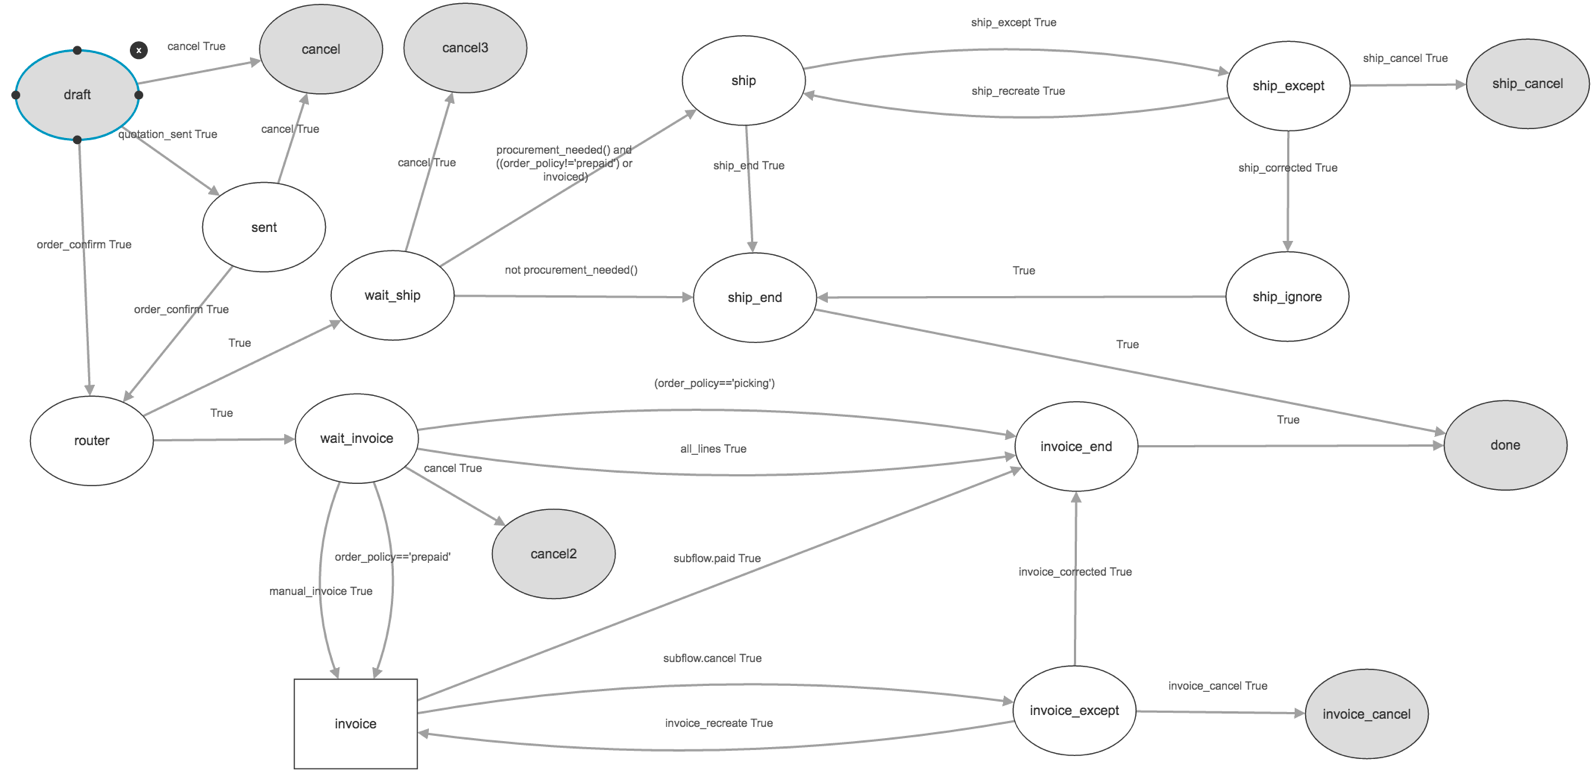 ship_except True
cancel True
x
cancel
cancel3
ship
ship_except
ship_cancel True
ship_cancel
draft
ship_recreate True
quotation_sent True
cancel True
procurement_needed() and
((order_policy!='prepaid') or
invoiced)
cancel True
ship_end True
ship_corrected True
sent
order_confirm True
not procurement_needed()
True
wait_ship
ship_end
ship_ignore
order_confirm True
True
True
(order_policy=='picking')
True
True
router
wait_invoice
all_lines True
invoice_end
done
cancel True
cancel2
order_policy=='prepaid'
subflow.paid True
invoice_corrected True
manual_invoice True
subflow.cancel True
invoice_cancel True
invoice
invoice_recreate True
invoice_except
invoice_cancel